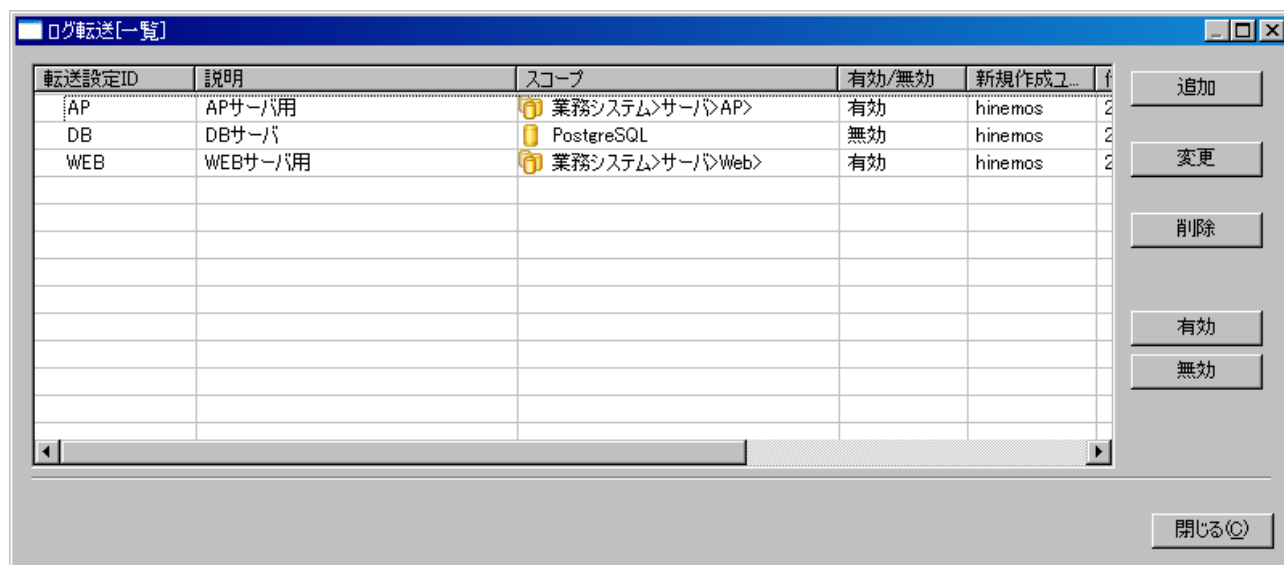 ログ転送[一覧]
転送設定ID 説明 スコープ 有効/無効 新規作成ユ...
AP APサーバ用 業務システム>サーバ>AP> 有効 hinemos 2
DB DBサーバ PostgreSQL 無効 hinemos 2
WEB WEBサーバ用 業務システム>サーバ>Web> 有効 hinemos 2
追加
変更
削除
有効
無効
閉じる(C)